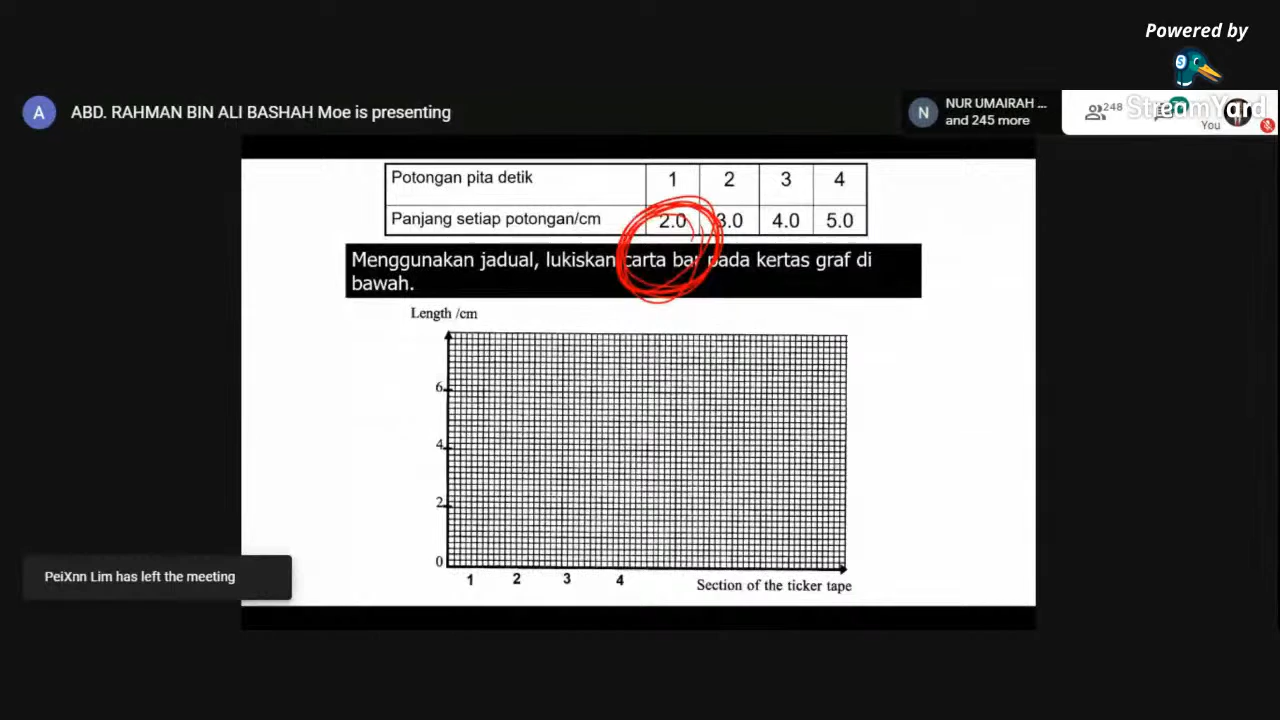 Powered by
StreamYard
A
ABD. RAHMAN BIN ALI BASHAH Moe is presenting
N
NUR UMAIRAH ...
and 245 more
248
You
Potongan pita detik 1 2 3 4
Panjang setiap potongan/cm 2.0 3.0 4.0 5.0
Menggunakan jadual, lukiskan carta bar pada kertas graf di
bawah.
Length /cm
6
4
2
0
1 2 3 4
Section of the ticker tape
PeiXnn Lim has left the meeting